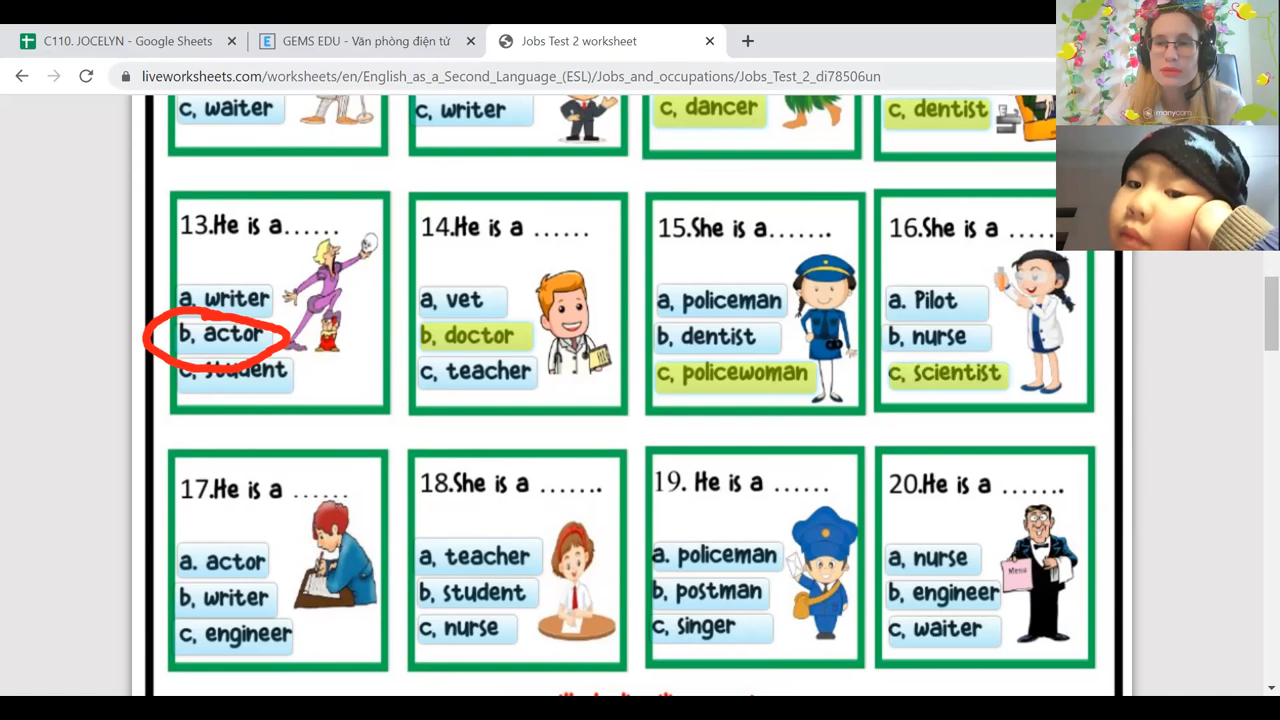 C110. JOCELYN - Google Sheets
GEMS EDU - Văn phòng điện tử
Jobs Test 2 worksheet
liveworksheets.com/worksheets/en/English_as_a_Second_Language_(ESL)/Jobs_and_occupations/Jobs_Test_2_di78506un
manycam
c, waiter
c, writer
c, dancer
c, dentist
13.He is a......
a. writer
b, actor
c, student
14.He is a ......
a, vet
b, doctor
c, teacher
15.She is a.......
a, policeman
b, dentist
c, policewoman
16.She is a .....
a. Pilot
b, nurse
c, scientist
17.He is a ......
a. actor
b, writer
c, engineer
18.She is a .......
a, teacher
b, student
c, nurse
19. He is a ......
a. policeman
b, postman
c, singer
20.He is a .......
a, nurse
b, engineer
c, waiter
Menu